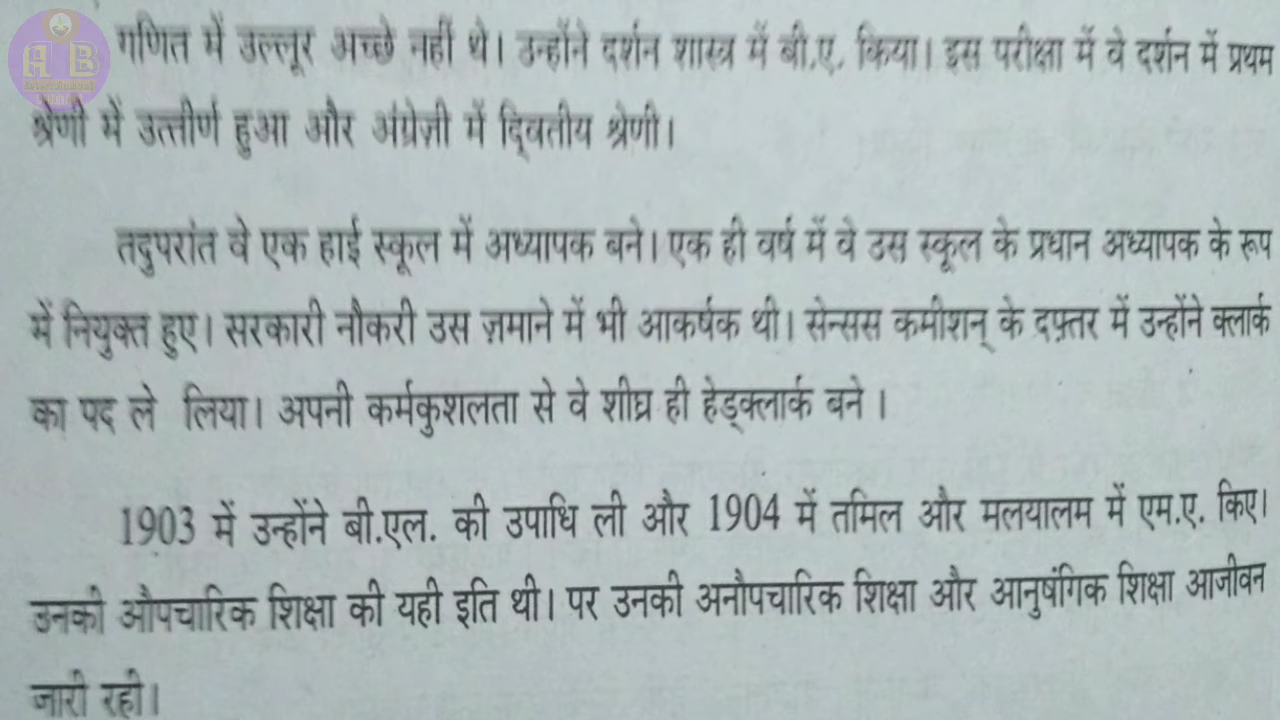 A B
गणित में उल्लूर अच्छे नहीं थे। उन्होंने दर्शन शास्त्र में बी.ए. किया। इस परीक्षा में वे दर्शन में प्रथम
श्रेणी में उत्तीर्ण हुआ और अंग्रेज़ी में द्वितीय श्रेणी।
तदुपरांत वे एक हाई स्कूल में अध्यापक बने। एक ही वर्ष में वे उस स्कूल के प्रधान अध्यापक के रूप
में नियुक्त हुए। सरकारी नौकरी उस ज़माने में भी आकर्षक थी। सेन्सस कमीशन् के दफ़्तर में उन्होंने क्लार्क
का पद ले लिया। अपनी कर्मकुशलता से वे शीघ्र ही हेड्क्लार्क बने।
1903 में उन्होंने बी.एल. की उपाधि ली और 1904 में तमिल और मलयालम में एम.ए. किए।
उनकी औपचारिक शिक्षा की यही इति थी। पर उनकी अनौपचारिक शिक्षा और आनुषंगिक शिक्षा आजीवन
जारी रही।